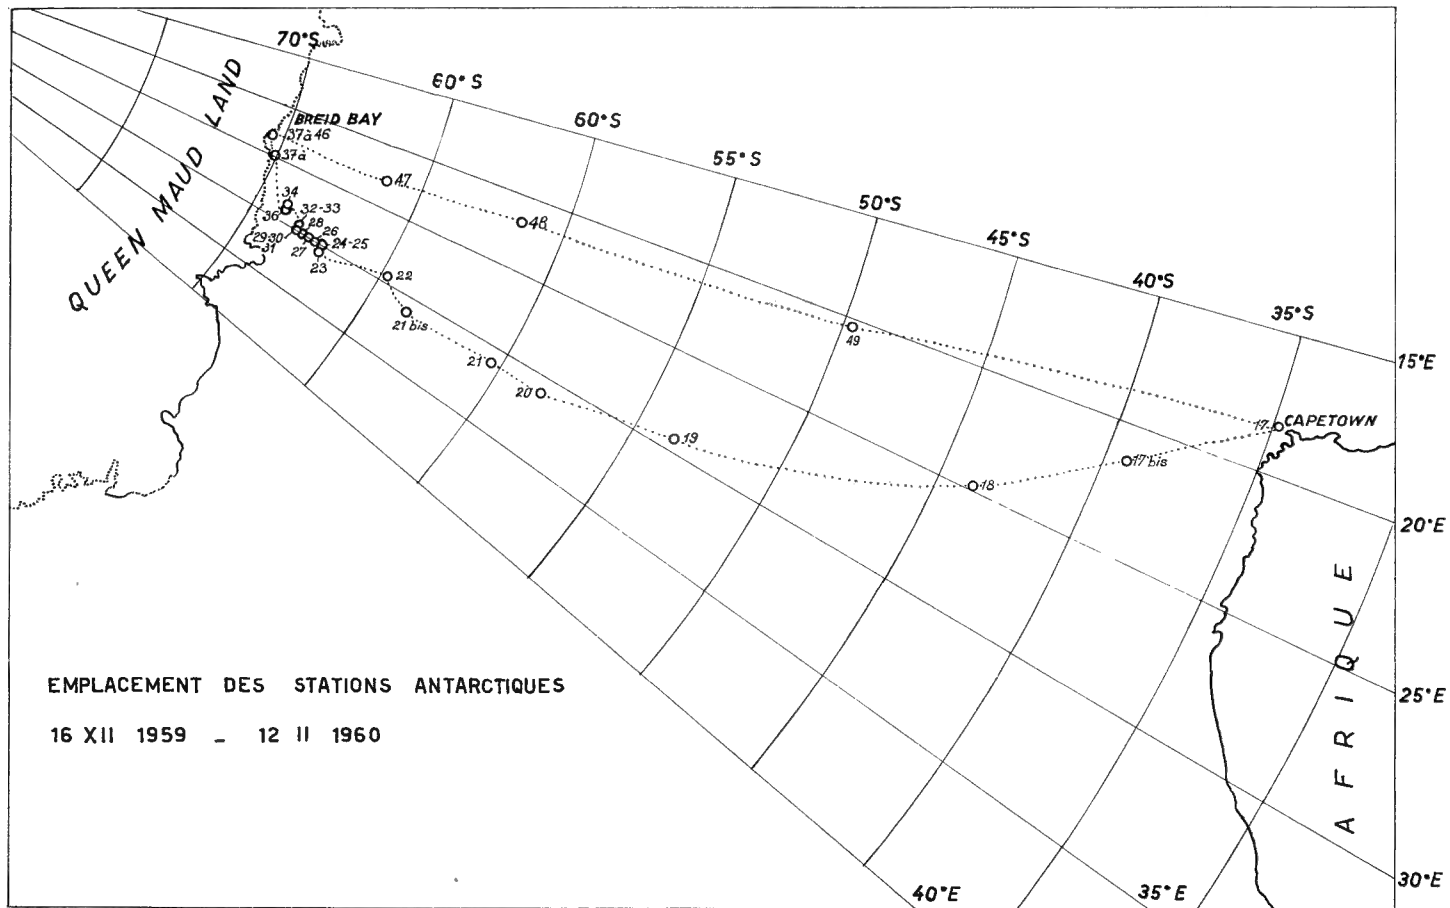 70°S
60°S
60°S
55°S
50°S
45°S
40°S
35°S
QUEEN MAUD LAND
BREID BAY
37à 46
37à
47
48
34
36
32-33
28
29-30
31
26
27
24-25
23
22
21 bis
21
20
19
49
18
17 bis
17
CAPETOWN
15°E
20°E
25°E
30°E
35°E
40°E
AFRIQUE
EMPLACEMENT DES STATIONS ANTARCTIQUES
16 XII 1959 - 12 II 1960